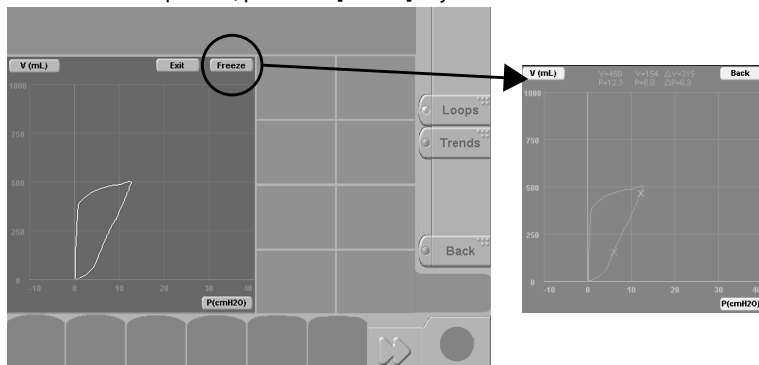 V (mL) Exit Freeze
1000
750
500
250
0
-10 0 10 20 30 40
P(cmH2O)
Loops
Trends
Back
V (mL) V=469 V=154 △V=315 Back
P=12.3 P=6.0 △P=6.3
1000
750
500
250
0
-10 0 10 20 30 40
P(cmH2O)